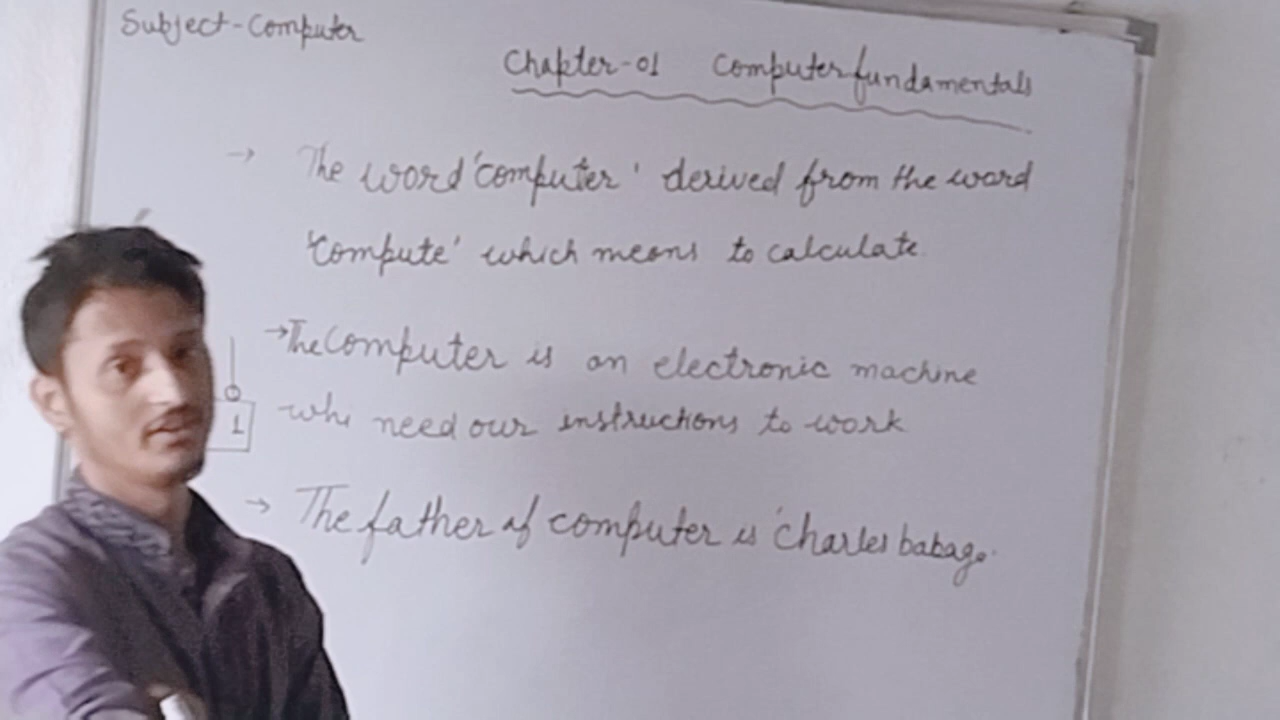 Subject-Computer
Chapter-01 Computer fundamentals
→ The word 'computer' derived from the word
'compute' which means to calculate.
→ The Computer is an electronic machine
whi need our instructions to work
→ The father of computer is 'charles babage.
1